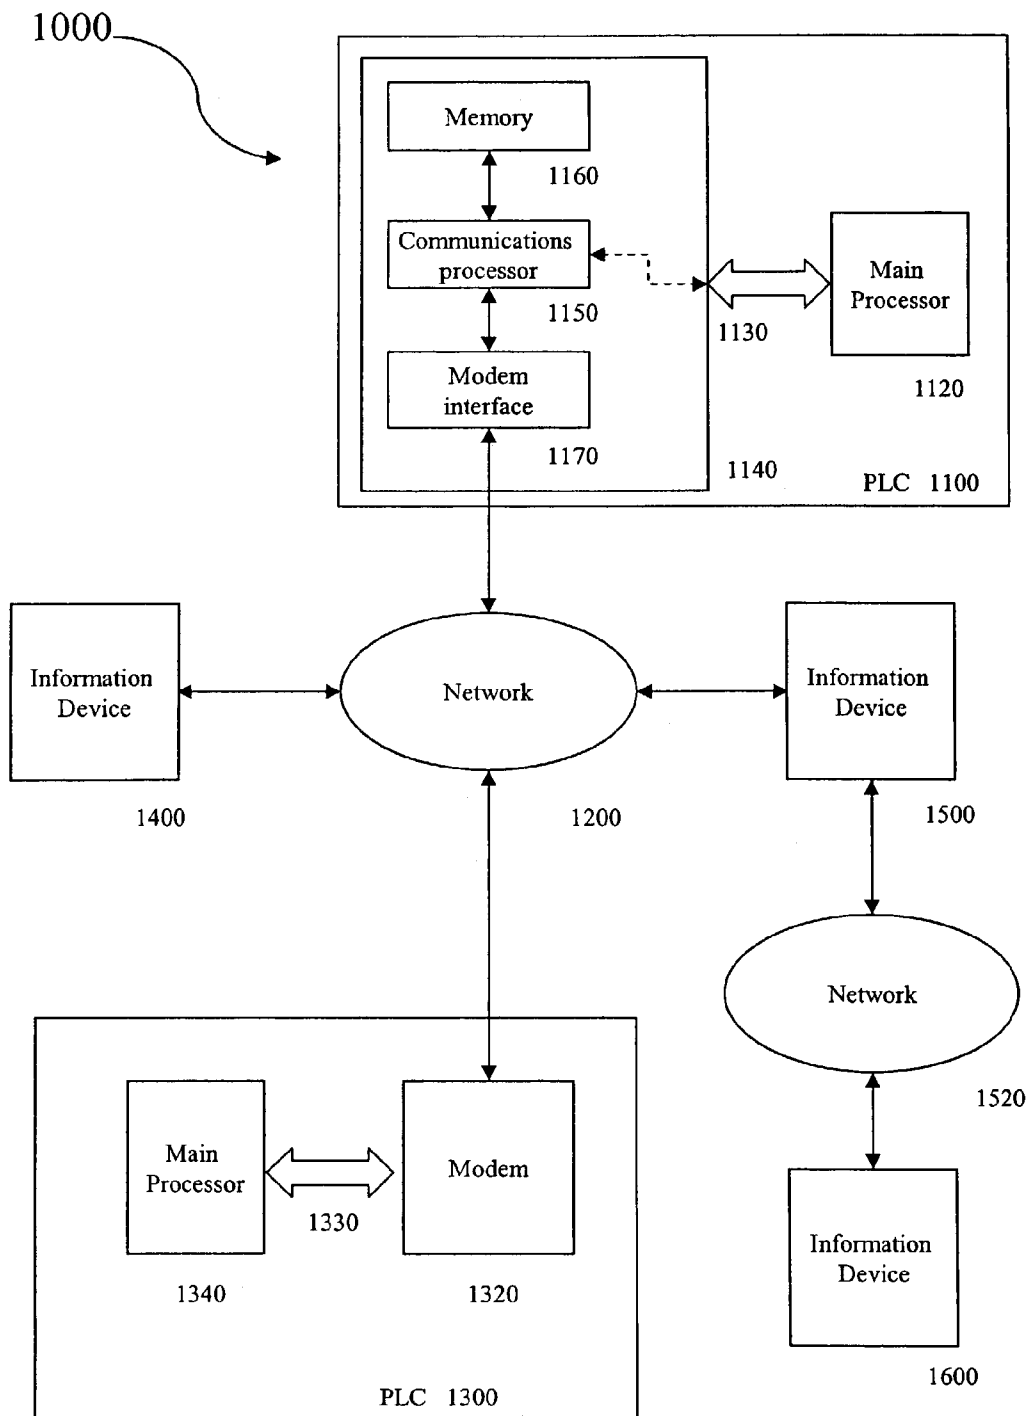 1000
Memory
1160
Communications
processor
1150
Modem
interface
1170
1130
Main
Processor
1120
1140
PLC 1100
Information
Device
1400
Network
1200
Information
Device
1500
Network
1520
Information
Device
1600
Main
Processor
1340
1330
Modem
1320
PLC 1300